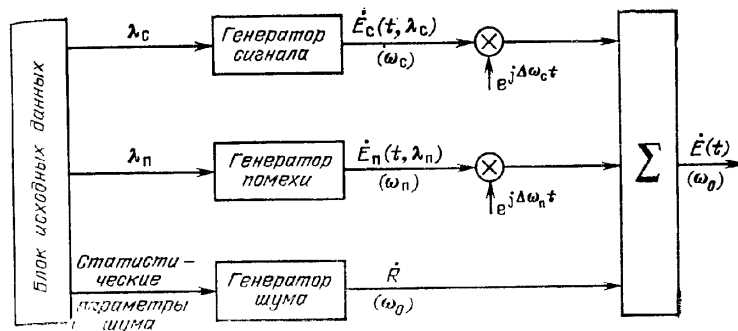 Блок исходных данных
λс
Генератор
сигнала
Ėс(t, λс)
(ωс)
e^jΔωсt
λп
Генератор
помехи
Ėп(t, λп)
(ωп)
e^jΔωпt
Статисти-
ческие
параметры
шума
Генератор
шума
Ṙ
(ω0)
Σ
Ė(t)
(ω0)